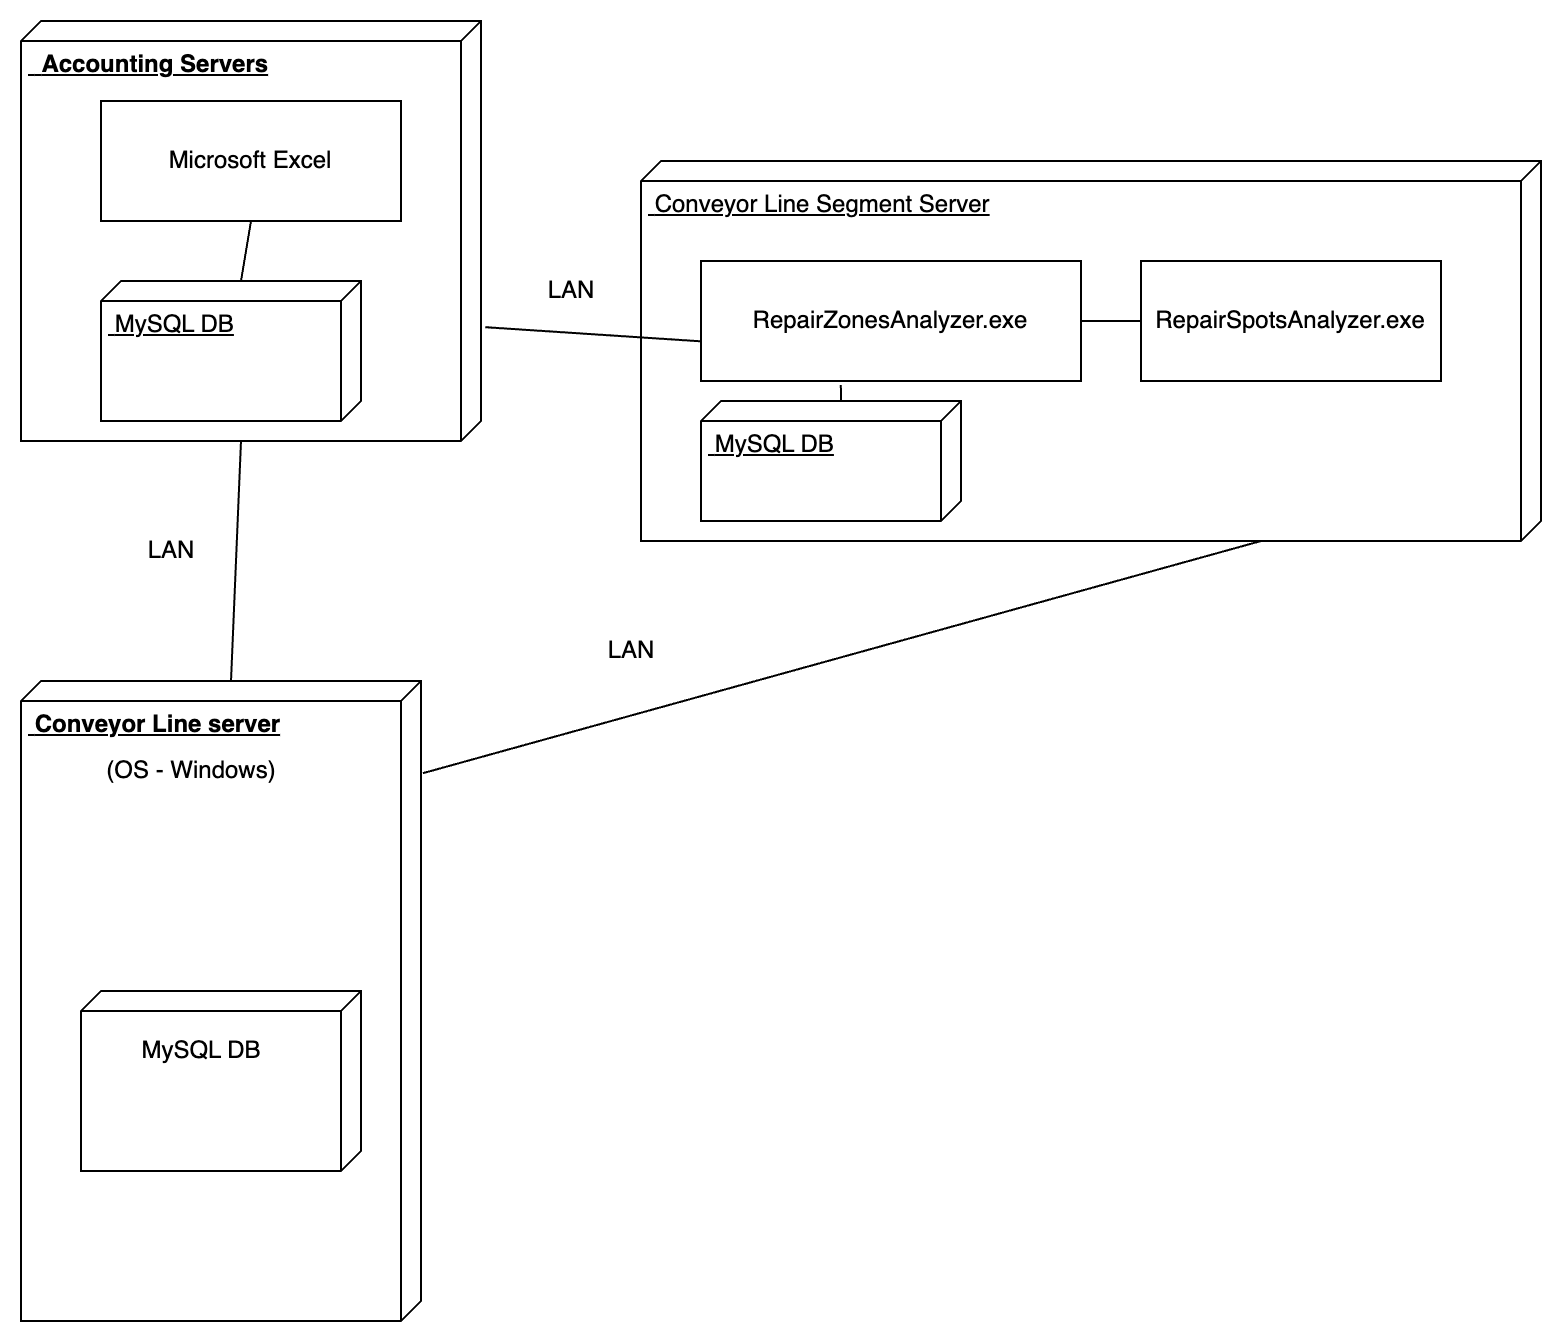 Accounting Servers
Microsoft Excel
MySQL DB
LAN
Conveyor Line Segment Server
RepairZonesAnalyzer.exe
RepairSpotsAnalyzer.exe
MySQL DB
LAN
LAN
Conveyor Line server
(OS - Windows)
MySQL DB